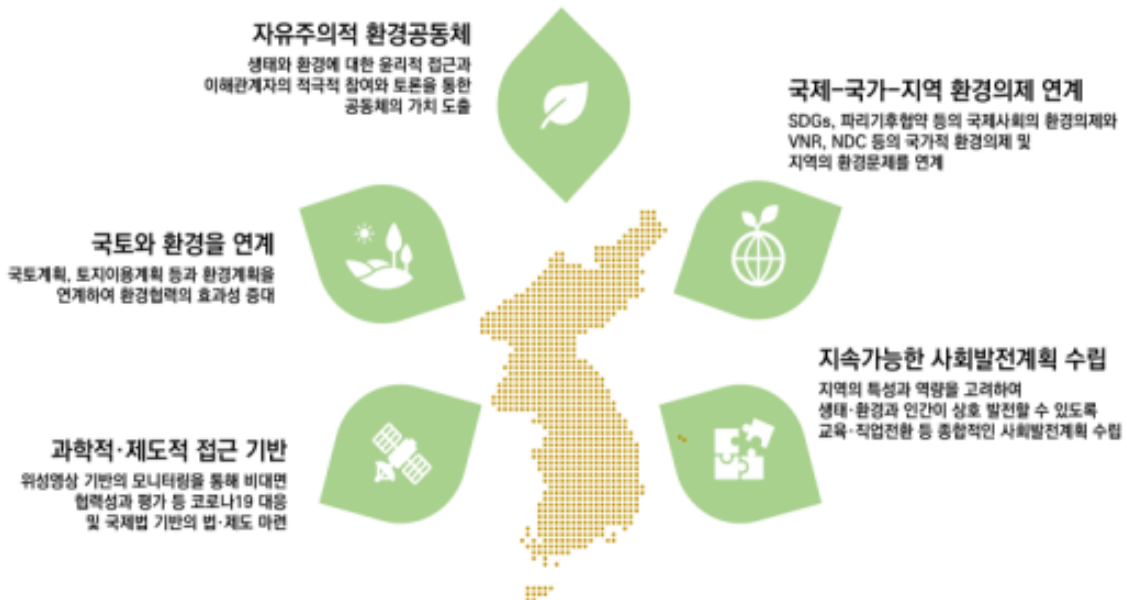 자유주의적 환경공동체
생태와 환경에 대한 윤리적 접근과
이해관계자의 적극적 참여와 토론을 통한
공동체의 가치 도출
국제-국가-지역 환경의제 연계
SDGs, 파리기후협약 등의 국제사회의 환경의제와
VNR, NDC 등의 국가적 환경의제 및
지역의 환경문제를 연계
국토와 환경을 연계
국토계획, 토지이용계획 등과 환경계획을
연계하여 환경협력의 효과성 증대
지속가능한 사회발전계획 수립
지역의 특성과 역량을 고려하여
생태·환경과 인간이 상호 발전할 수 있도록
교육·직업전환 등 종합적인 사회발전계획 수립
과학적·제도적 접근 기반
위성영상 기반의 모니터링을 통해 비대면
협력성과 평가 등 코로나19 대응
및 국제법 기반의 법·제도 마련